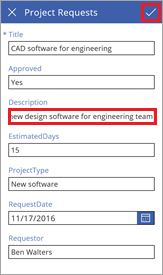 Project Requests
* Title
CAD software for engineering
Approved
Yes
Description
new design software for engineering team
EstimatedDays
15
ProjectType
New software
RequestDate
11/17/2016
Requestor
Ben Walters